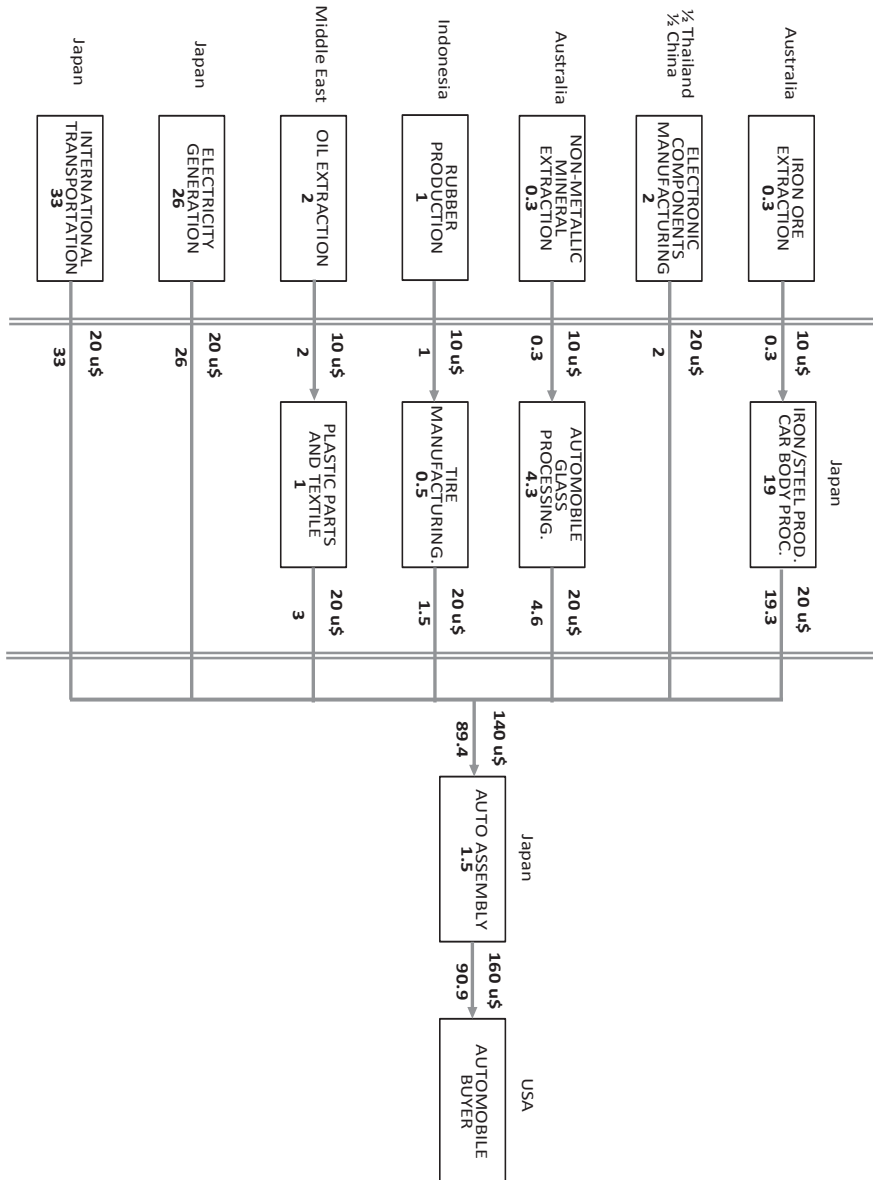 Australia
IRON ORE
EXTRACTION
0.3
10 u$
0.3
Japan
IRON/STEEL PROD.
CAR BODY PROC.
19
20 u$
19.3
½ Thailand
½ China
ELECTRONIC
COMPONENTS
MANUFACTURING
2
20 u$
2
Australia
NON-METALLIC
MINERAL
EXTRACTION
0.3
10 u$
0.3
AUTOMOBILE
GLASS
PROCESSING.
4.3
20 u$
4.6
Indonesia
RUBBER
PRODUCTION
1
10 u$
1
TIRE
MANUFACTURING.
0.5
20 u$
1.5
Middle East
OIL EXTRACTION
2
10 u$
2
PLASTIC PARTS
AND TEXTILE
1
20 u$
3
Japan
ELECTRICITY
GENERATION
26
20 u$
26
Japan
INTERNATIONAL
TRANSPORTATION
33
20 u$
33
140 u$
89.4
Japan
AUTO ASSEMBLY
1.5
160 u$
90.9
USA
AUTOMOBILE
BUYER